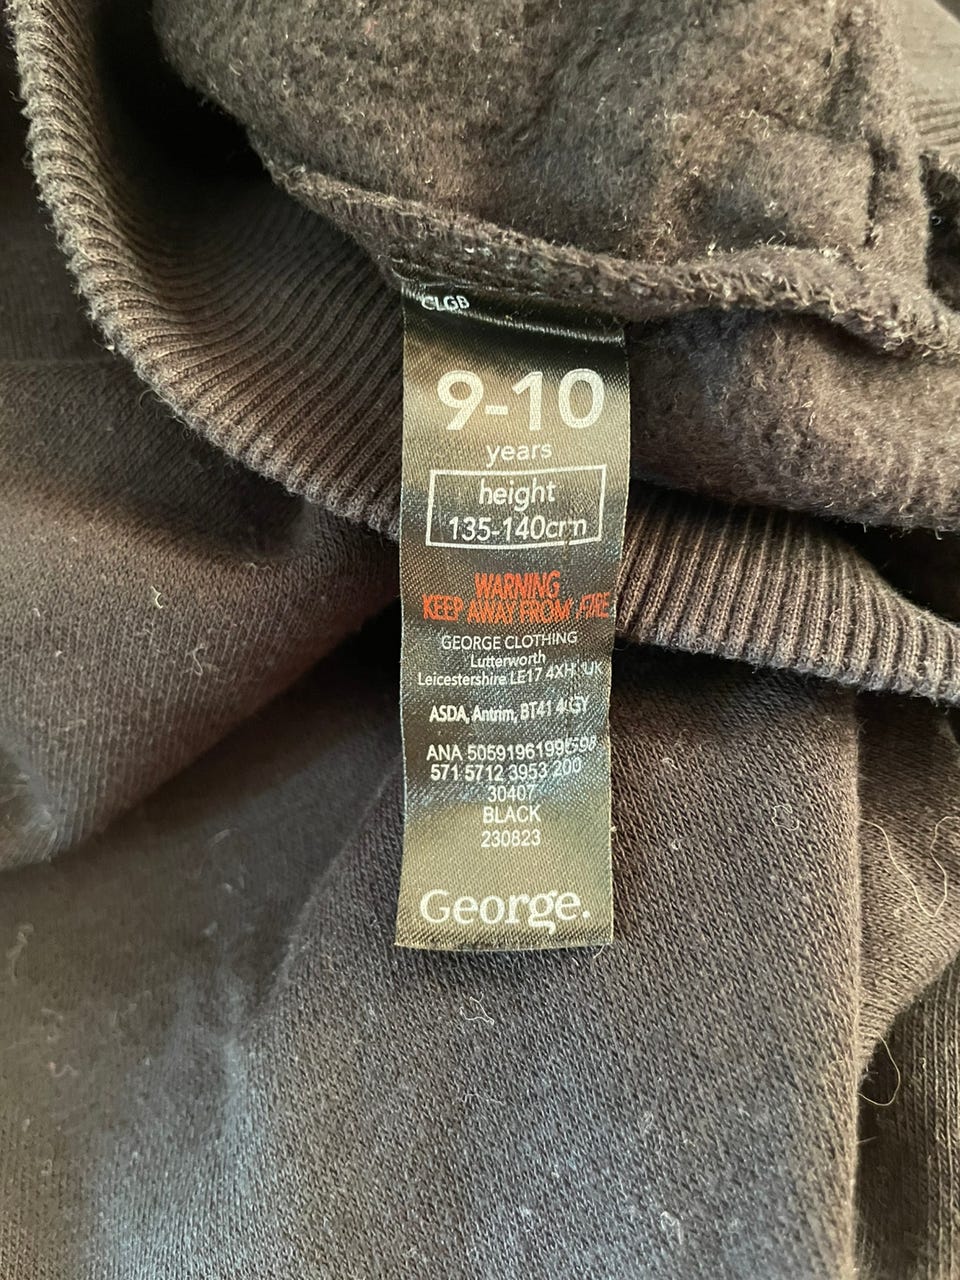 CLGB
9-10
years
height
135-140cm
WARNING
KEEP AWAY FROM FIRE
GEORGE CLOTHING
Lutterworth
Leicestershire LE17 4XH UK
ASDA, Antrim, BT41 4GY
ANA
571 5712 3953 200
30407
BLACK
230823
George.